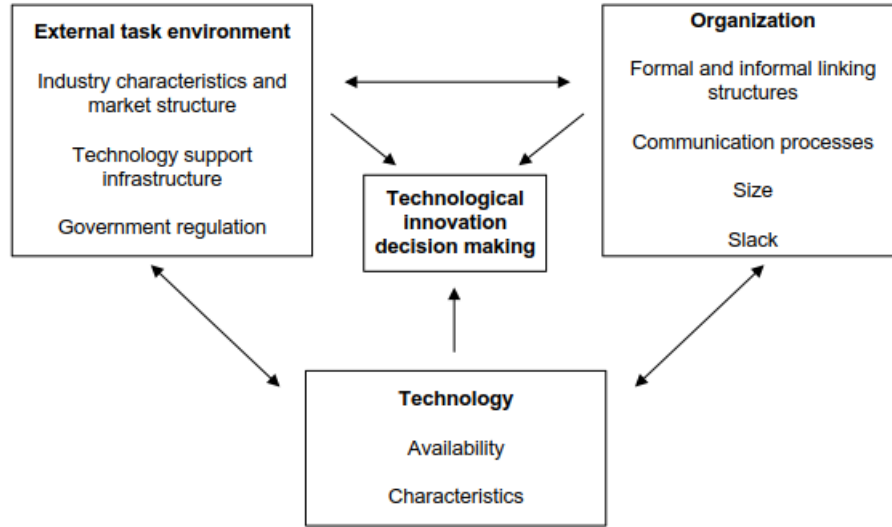 External task environment
Industry characteristics and
market structure
Technology support
infrastructure
Government regulation
Organization
Formal and informal linking
structures
Communication processes
Size
Slack
Technological
innovation
decision making
Technology
Availability
Characteristics